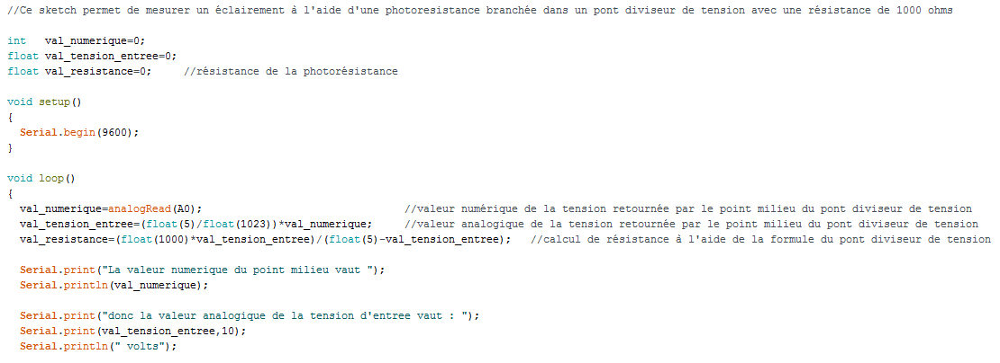 //Ce sketch permet de mesurer un éclairement à l'aide d'une photoresistance branchée dans un pont diviseur de tension avec une résistance de 1000 ohms
int   val_numerique=0;
float val_tension_entree=0;
float val_resistance=0;     //résistance de la photorésistance
void setup()
{
  Serial.begin(9600);
}
void loop()
{
  val_numerique=analogRead(A0);                                //valeur numérique de la tension retournée par le point milieu du pont diviseur de tension
  val_tension_entree=(float(5)/float(1023))*val_numerique;     //valeur analogique de la tension retournée par le point milieu du pont diviseur de tension
  val_resistance=(float(1000)*val_tension_entree)/(float(5)-val_tension_entree);   //calcul de résistance à l'aide de la formule du pont diviseur de tension
  Serial.print("La valeur numerique du point milieu vaut ");
  Serial.println(val_numerique);
  Serial.print("donc la valeur analogique de la tension d'entree vaut : ");
  Serial.print(val_tension_entree,10);
  Serial.println(" volts");